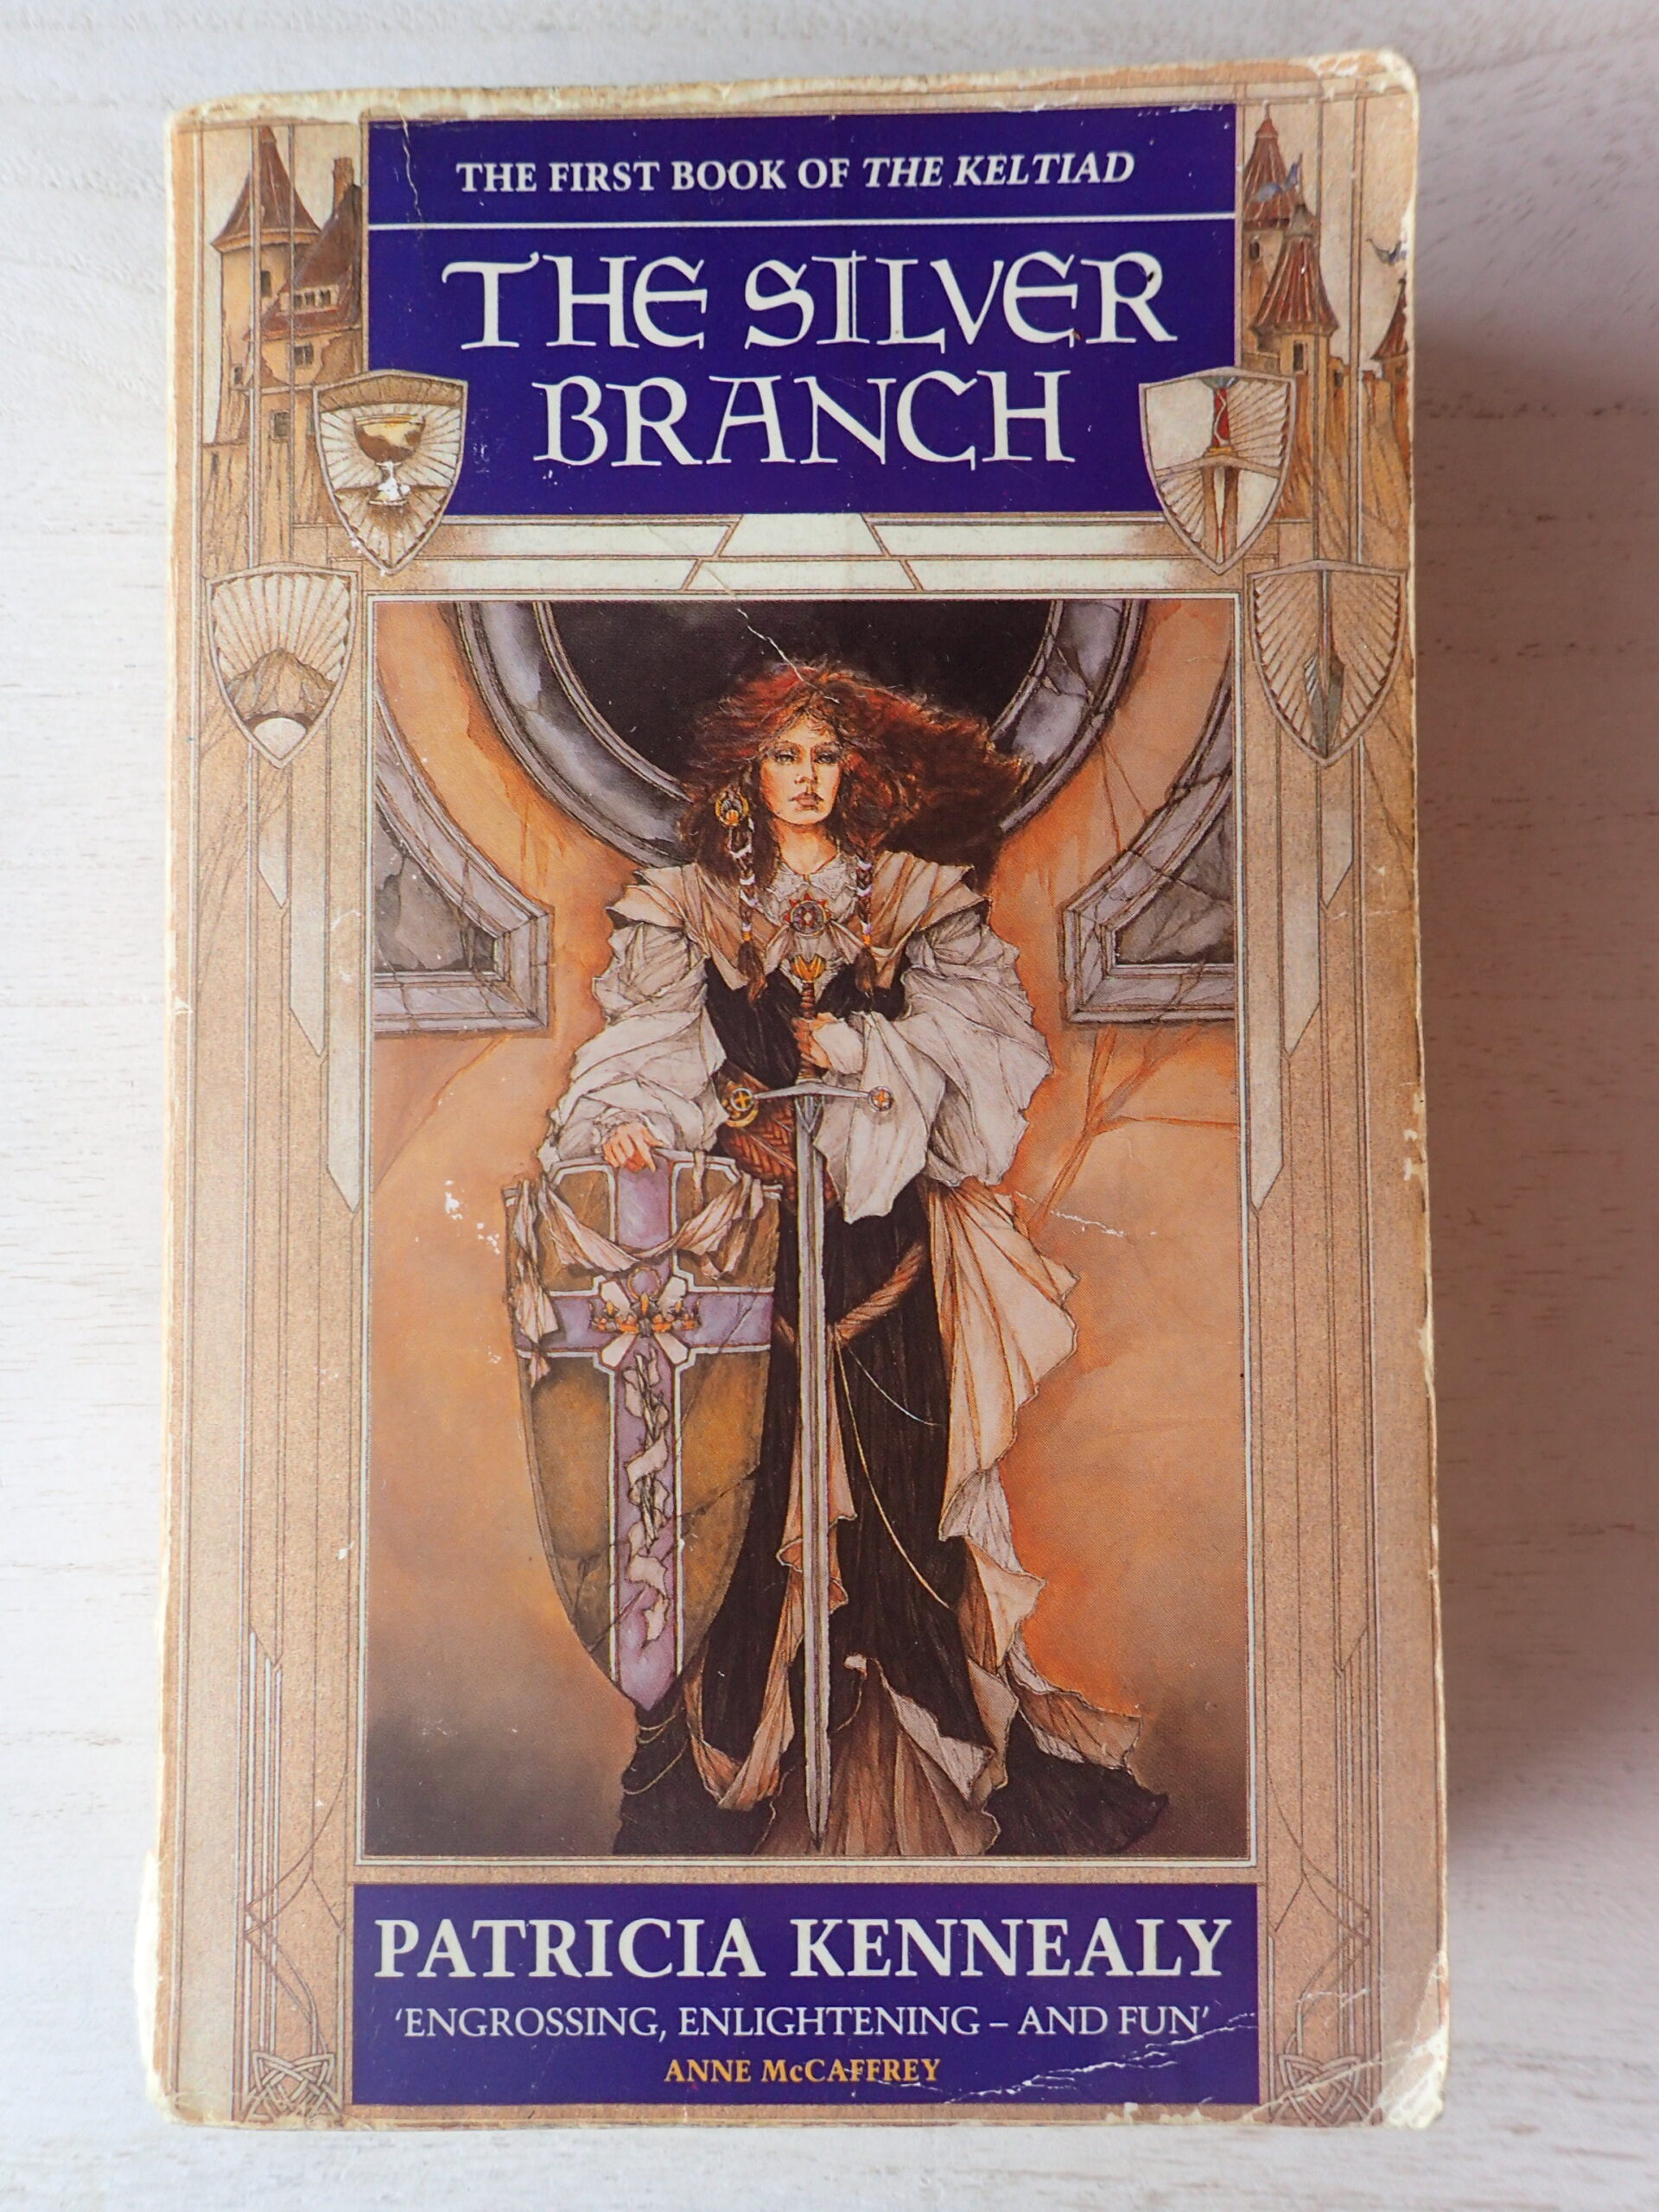 THE FIRST BOOK OF THE KELTIAD
THE SILVER
BRANCH
PATRICIA KENNEALY
'ENGROSSING, ENLIGHTENING – AND FUN'
ANNE McCAFFREY